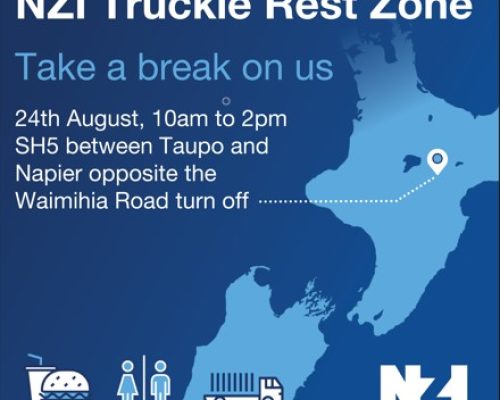 NZI Truckie Rest Zone
Take a break on us
24th August, 10am to 2pm
SH5 between Taupo and
Napier opposite the
Waimihia Road turn off
NZI